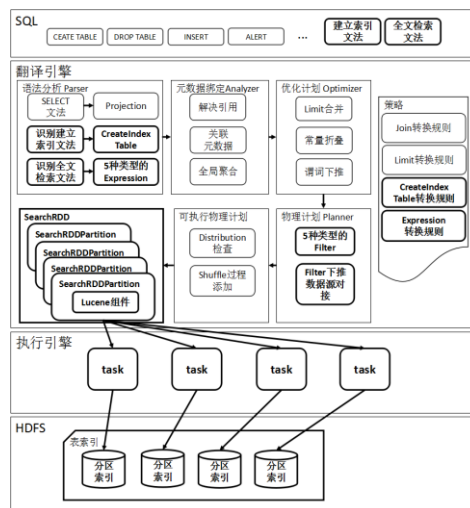 SQL
CEATE TABLE
DROP TABLE
INSERT
ALERT
...
建立索引
文法
全文检索
文法
翻译引擎
语法分析 Parser
SELECT
文法
Projection
识别建立
索引文法
CreateIndex
Table
识别全文
检索文法
5种类型的
Expression
元数据绑定Analyzer
解决引用
关联
元数据
全局聚合
优化计划 Optimizer
Limit合并
常量折叠
谓词下推
策略
Join转换规则
Limit转换规则
CreateIndex
Table转换规则
Expression
转换规则
SearchRDD
SearchRDDPartition
SearchRDDPartition
SearchRDDPartition
SearchRDDPartition
Lucene组件
可执行物理计划
Distribution
检查
Shuffle过程
添加
物理计划 Planner
5种类型的
Filter
Filter下推
数据源对
接
执行引擎
task
task
task
task
HDFS
表索引
分区
索引
分区
索引
分区
索引
分区
索引